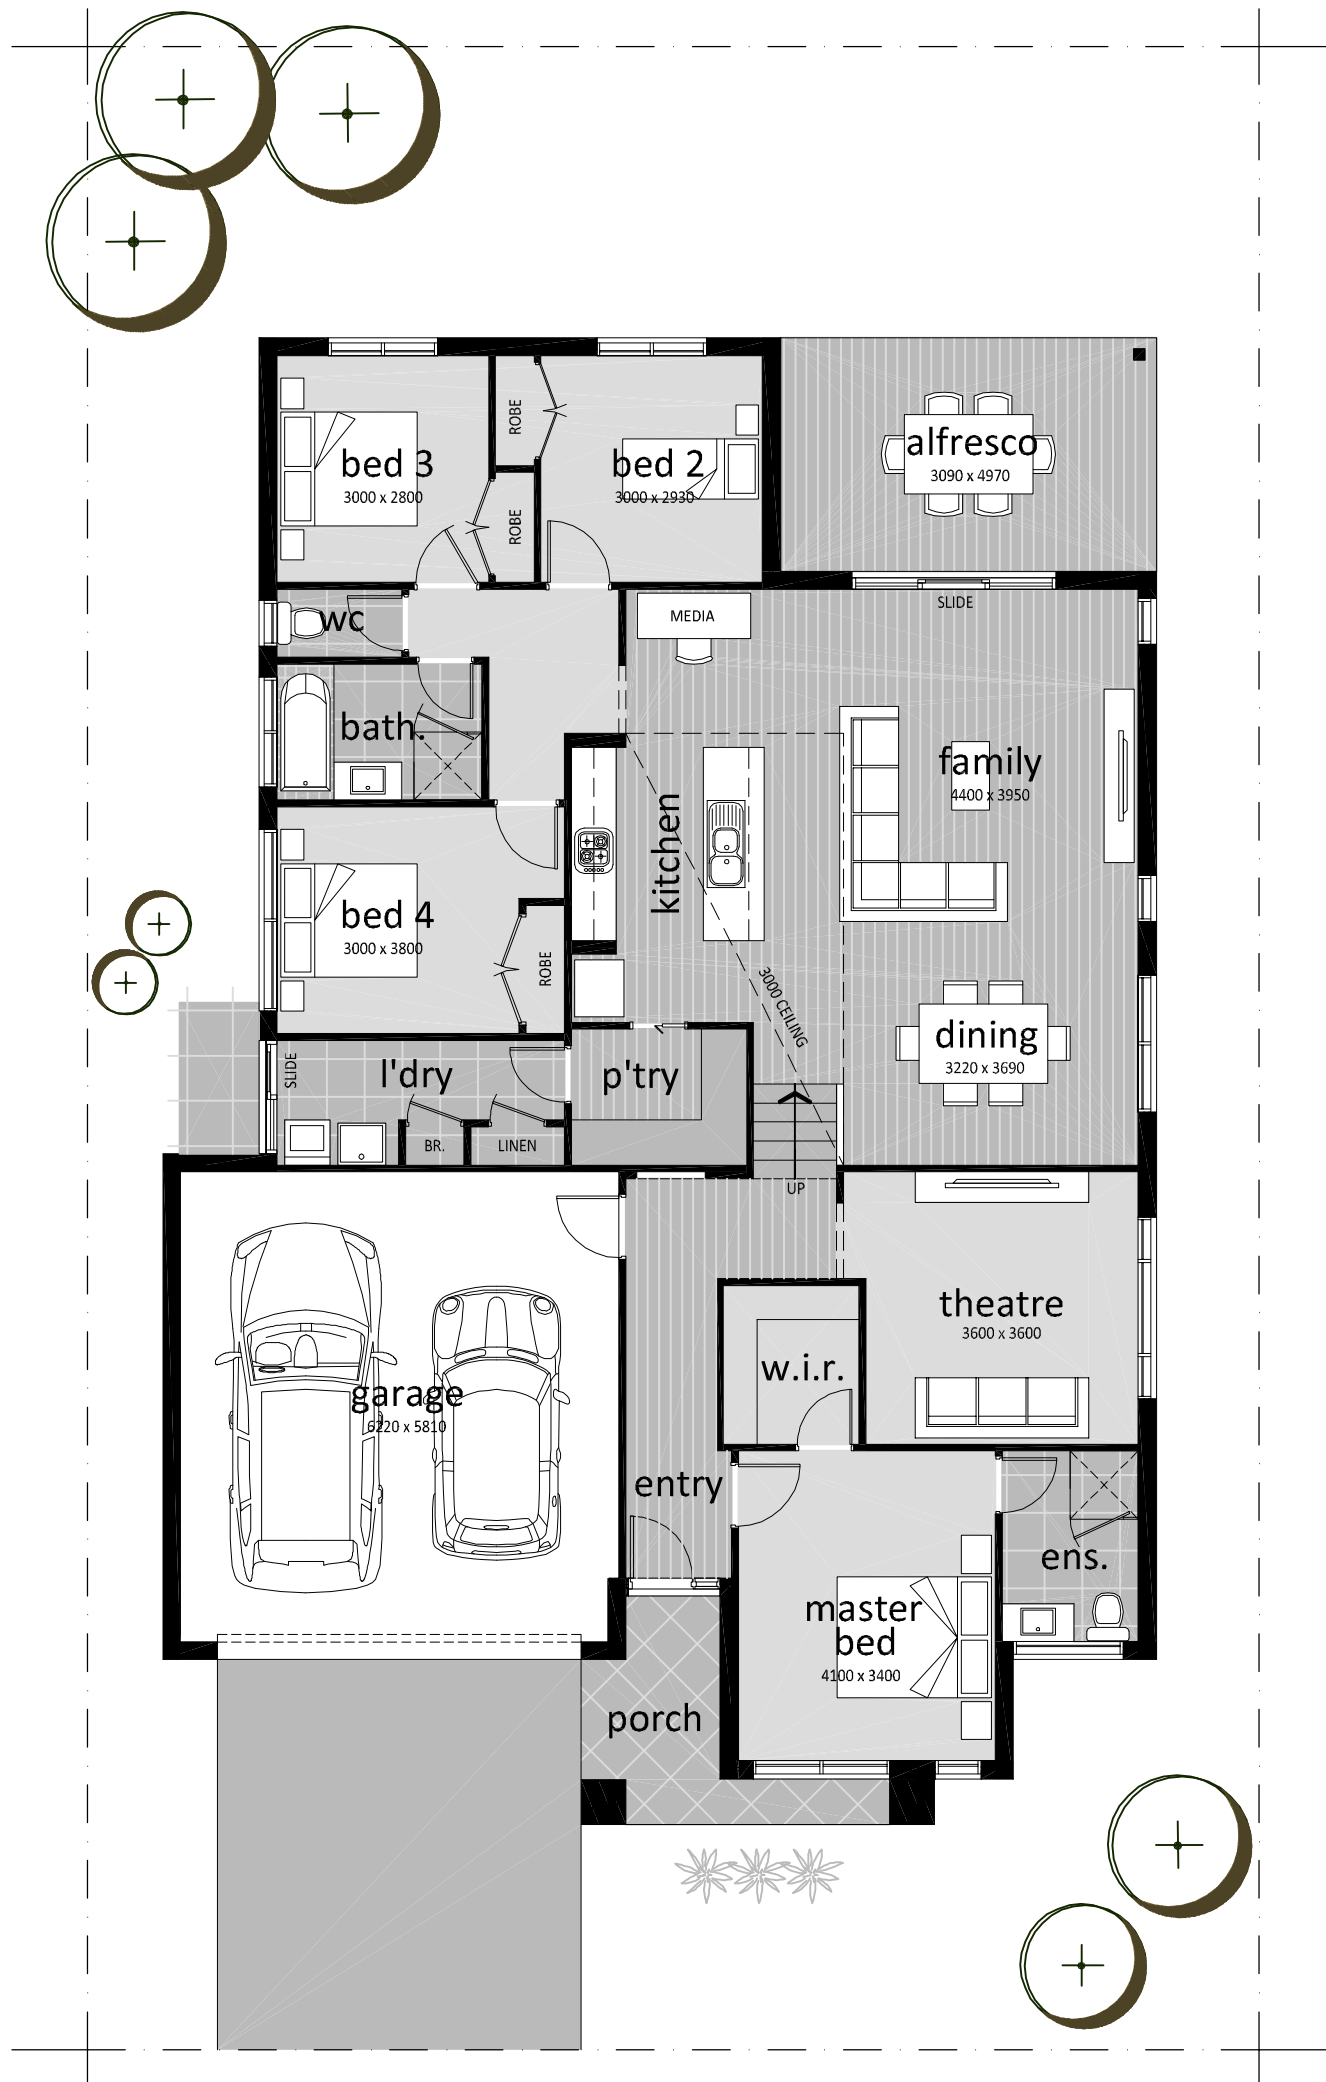 ROBE
alfresco
3090 x 4970
bed 3
3000 x 2800
bed 2
3000 x 2930
ROBE
SLIDE
wc
MEDIA
bath.
family
4400 x 3950
kitchen
bed 4
3000 x 3800
ROBE
3000 CEILING
dining
3220 x 3690
SLIDE
l'dry
p'try
BR.
LINEN
UP
theatre
3600 x 3600
w.i.r.
garage
6220 x 5810
entry
ens.
master
bed
4100 x 3400
porch